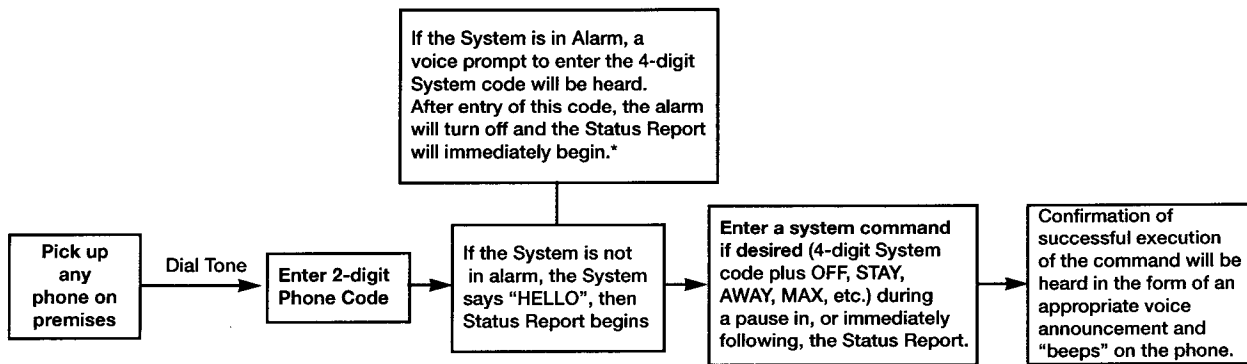 If the System is in Alarm, a
voice prompt to enter the 4-digit
System code will be heard.
After entry of this code, the alarm
will turn off and the Status Report
will immediately begin.*
Pick up
any
phone on
premises
Dial Tone
Enter 2-digit
Phone Code
If the System is not
in alarm, the System
says “HELLO”, then
Status Report begins
Enter a system command
if desired (4-digit System
code plus OFF, STAY,
AWAY, MAX, etc.) during
a pause in, or immediately
following, the Status Report.
Confirmation of
successful execution
of the command will be
heard in the form of an
appropriate voice
announcement and
“beeps” on the phone.